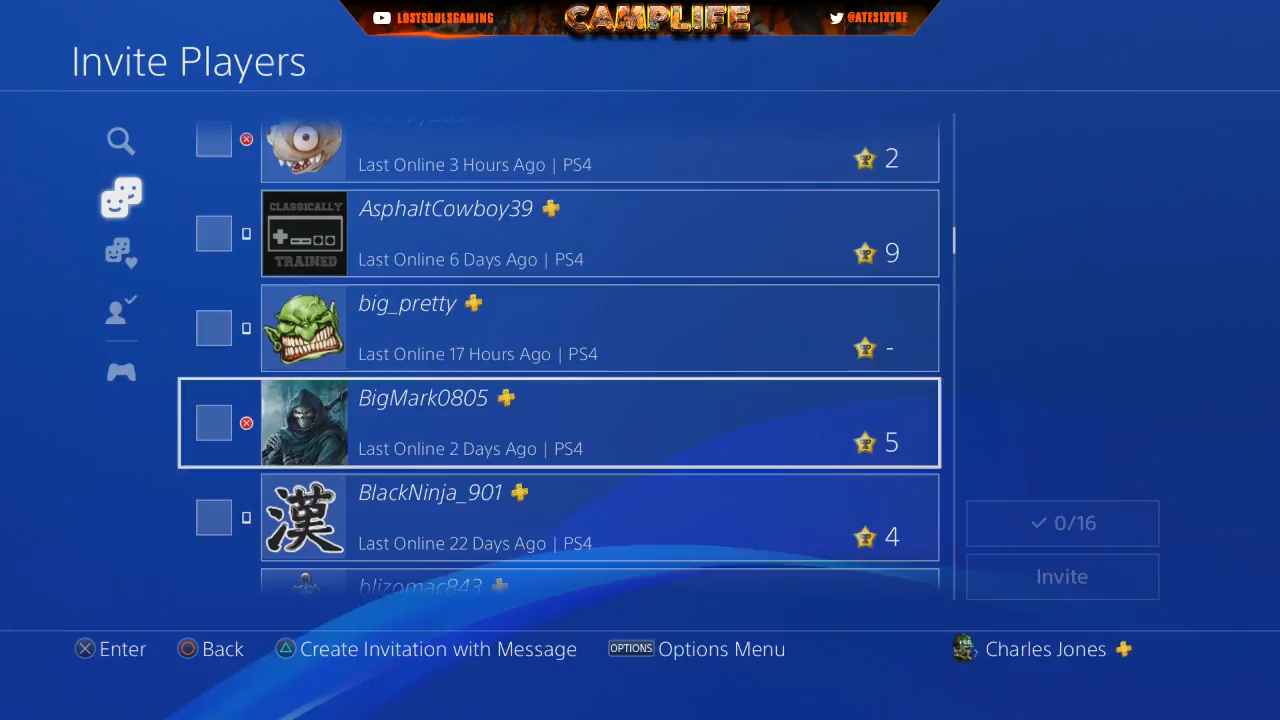 LOSTSOULSGAMING
CAMPLIFE
@ATESIXTRE
Invite Players
Last Online 3 Hours Ago | PS4
2
CLASSICALLY
TRAINED
AsphaltCowboy39
Last Online 6 Days Ago | PS4
9
big_pretty
Last Online 17 Hours Ago | PS4
-
BigMark0805
Last Online 2 Days Ago | PS4
5
漢
BlackNinja_901
Last Online 22 Days Ago | PS4
4
blizomac843
0/16
Invite
Enter
Back
Create Invitation with Message
OPTIONS Options Menu
Charles Jones